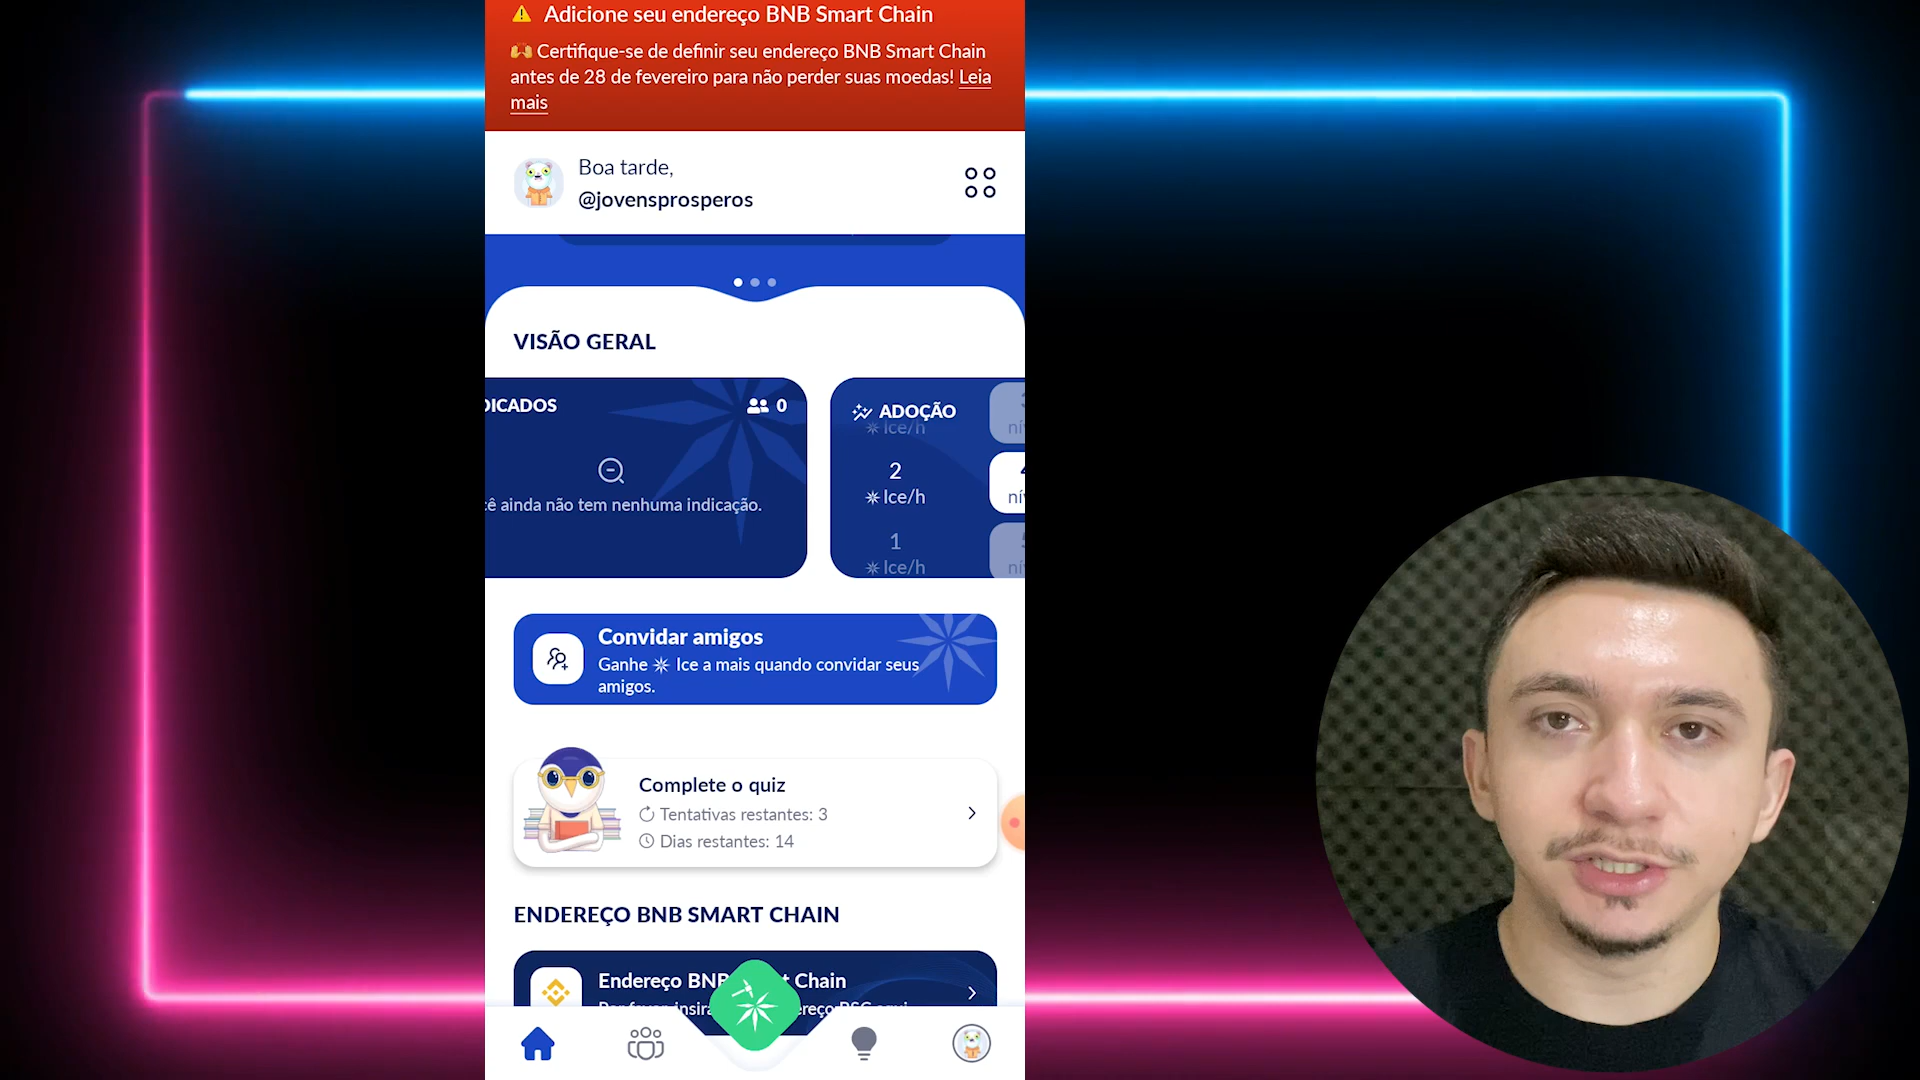 Adicione seu endereço BNB Smart Chain
Certifique-se de definir seu endereço BNB Smart Chain
antes de 28 de fevereiro para não perder suas moedas! Leia
mais
Boa tarde,
@jovensprosperos
VISÃO GERAL
DICADOS
0
ADOÇÃO
Ice/h
2
Ice/h
1
Ice/h
ainda não tem nenhuma indicação.
Convidar amigos
Ganhe Ice a mais quando convidar seus
amigos.
Complete o quiz
Tentativas restantes: 3
Dias restantes: 14
ENDEREÇO BNB SMART CHAIN
Endereço BNB Chain